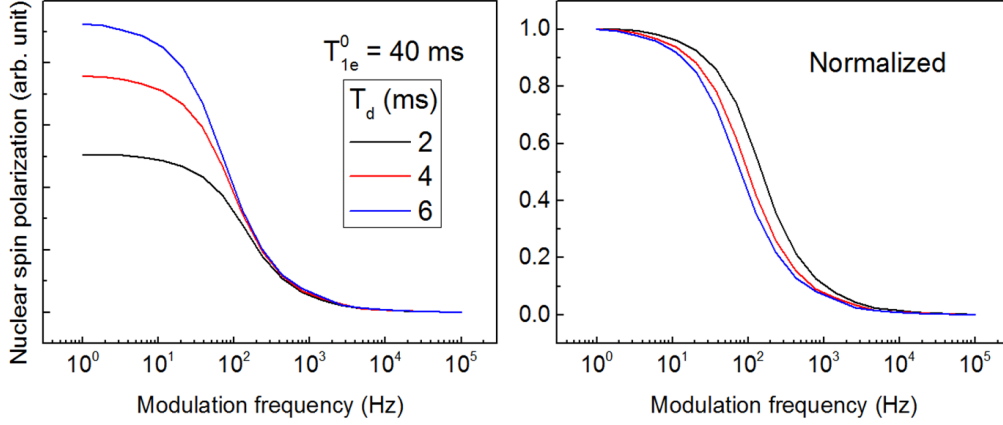 Nuclear spin polarization (arb. unit)
T⁰₁ₑ = 40 ms
T_d (ms)
2
4
6
10⁰ 10¹ 10² 10³ 10⁴ 10⁵
Modulation frequency (Hz)
Normalized
1.0
0.8
0.6
0.4
0.2
0.0
10⁰ 10¹ 10² 10³ 10⁴ 10⁵
Modulation frequency (Hz)